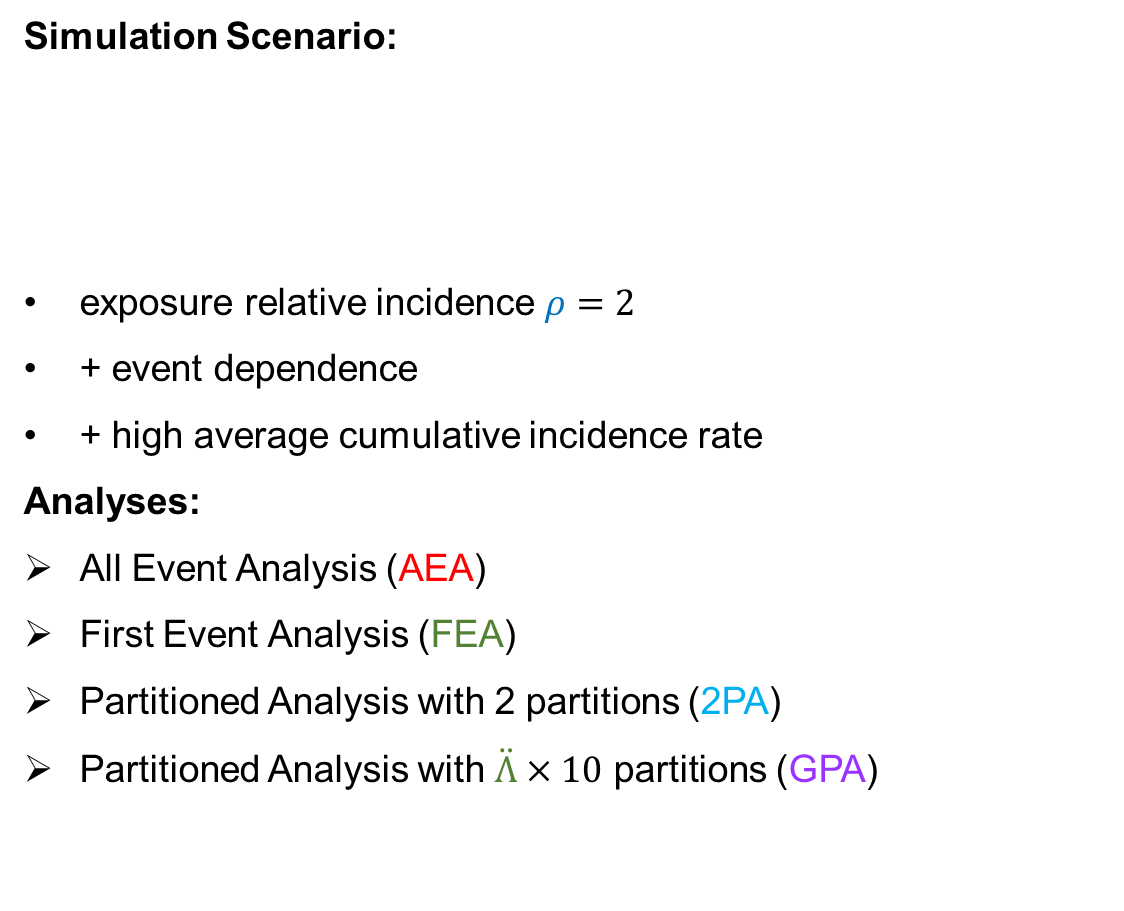 Simulation Scenario:
• exposure relative incidence ρ = 2
• + event dependence
• + high average cumulative incidence rate
Analyses:
➢ All Event Analysis (AEA)
➢ First Event Analysis (FEA)
➢ Partitioned Analysis with 2 partitions (2PA)
➢ Partitioned Analysis with Λ̈ × 10 partitions (GPA)